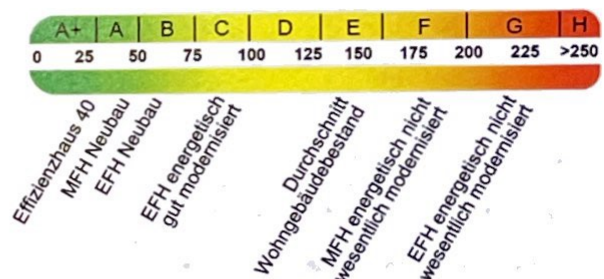 A+ A B C D E F G H
0 25 50 75 100 125 150 175 200 225 >250
Effizienzhaus 40
MFH Neubau
EFH Neubau
EFH energetisch
gut modernisiert
Durchschnitt
Wohngebäudebestand
MFH energetisch nicht
wesentlich modernisiert
EFH energetisch nicht
wesentlich modernisiert